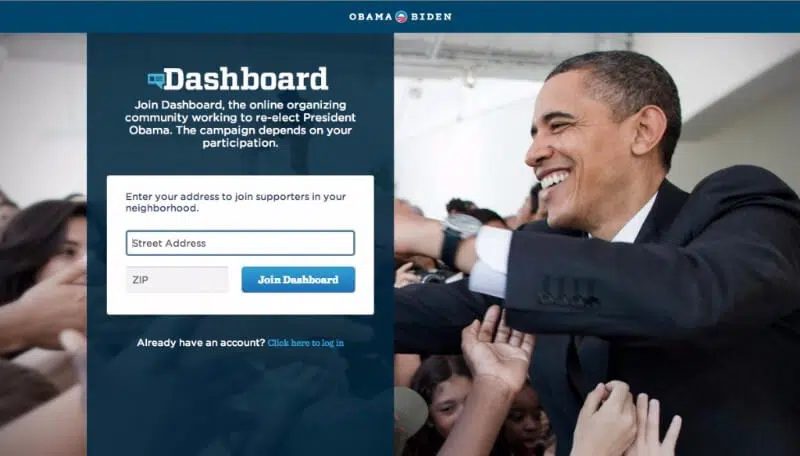 OBAMA BIDEN
Dashboard
Join Dashboard, the online organizing
community working to re-elect President
Obama. The campaign depends on your
participation.
Enter your address to join supporters in your
neighborhood.
Street Address
ZIP
Join Dashboard
Already have an account? Click here to log in